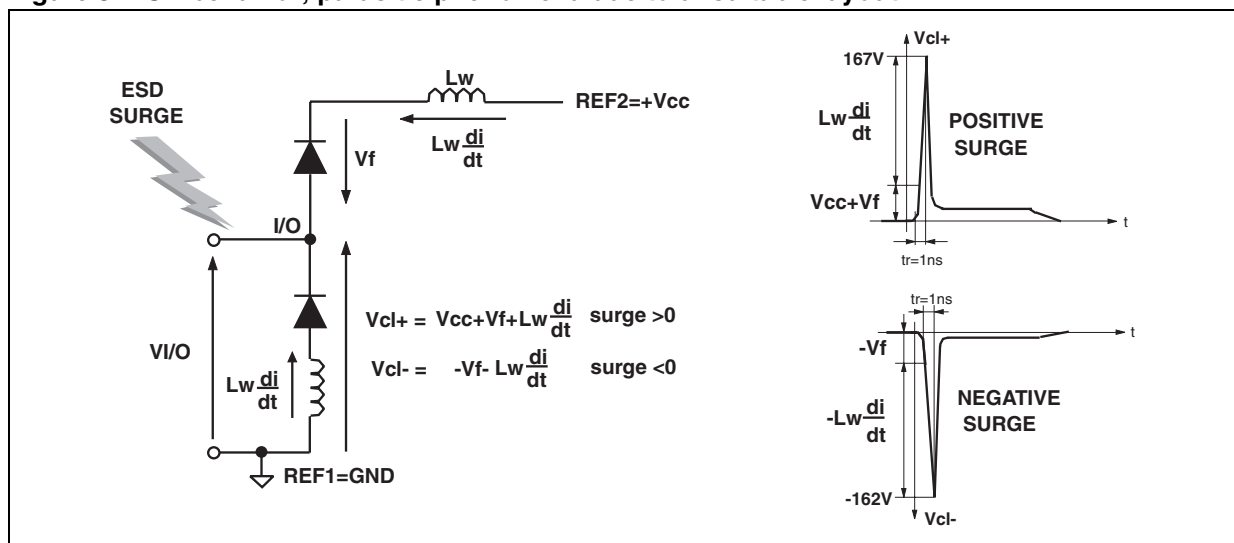 ESD
SURGE
Lw
REF2=+Vcc
Lw di/dt
Vf
I/O
VI/O
Lw di/dt
REF1=GND
Vcl+ = Vcc+Vf+Lw di/dt surge >0
Vcl- = -Vf- Lw di/dt surge <0
Vcl+
167V
Lw di/dt
POSITIVE
SURGE
Vcc+Vf
t
tr=1ns
tr=1ns
t
-Vf
-Lw di/dt
NEGATIVE
SURGE
-162V
Vcl-